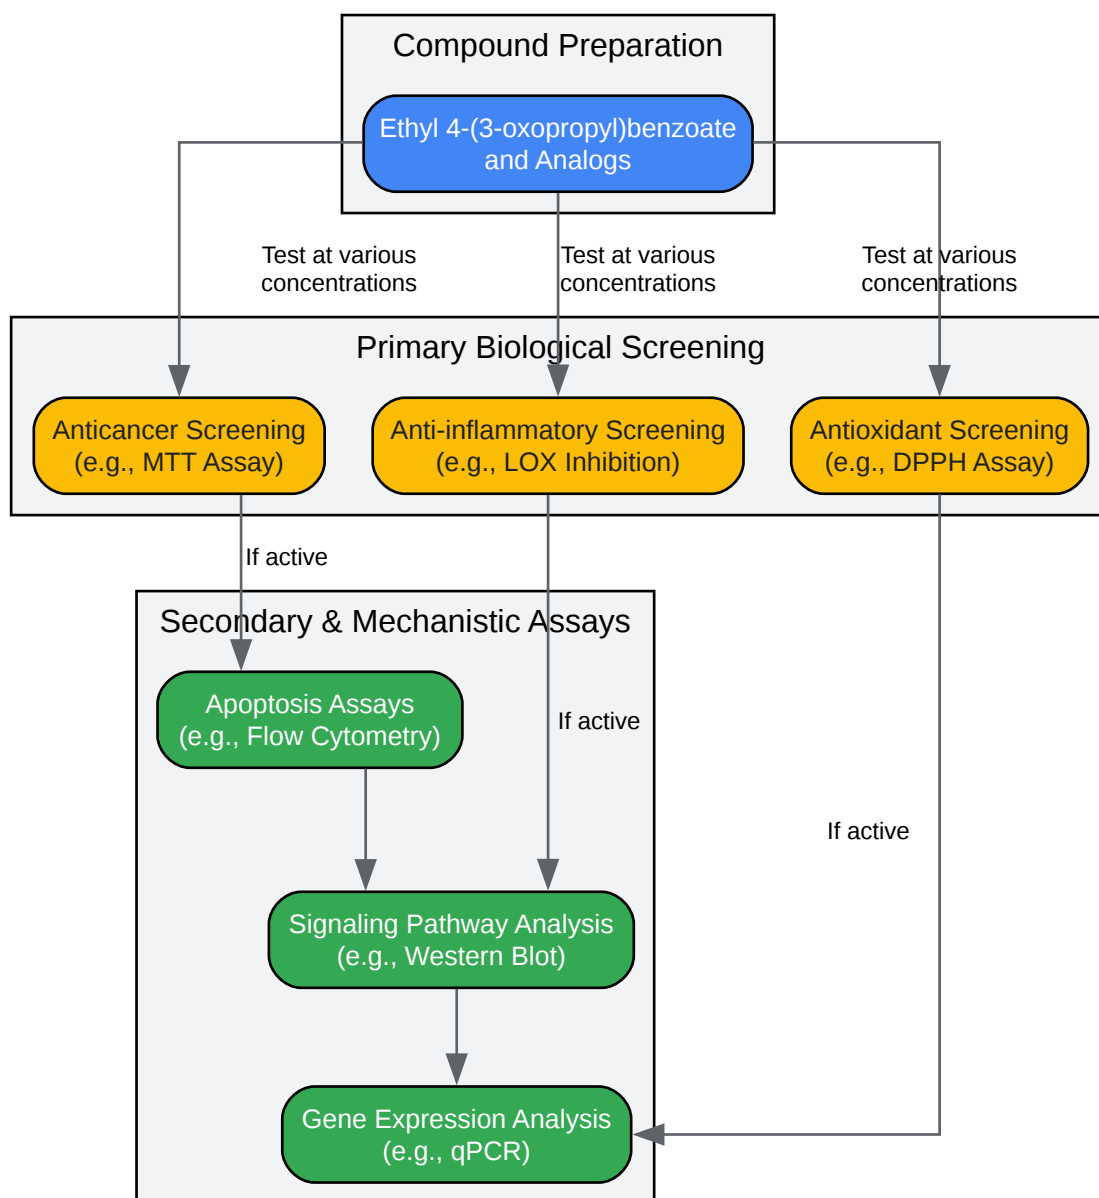 Compound Preparation
Ethyl 4-(3-oxopropyl)benzoate
and Analogs
Test at various
concentrations
Test at various
concentrations
Test at various
concentrations
Primary Biological Screening
Anticancer Screening
(e.g., MTT Assay)
Anti-inflammatory Screening
(e.g., LOX Inhibition)
Antioxidant Screening
(e.g., DPPH Assay)
If active
Secondary & Mechanistic Assays
Apoptosis Assays
(e.g., Flow Cytometry)
If active
If active
Signaling Pathway Analysis
(e.g., Western Blot)
Gene Expression Analysis
(e.g., qPCR)